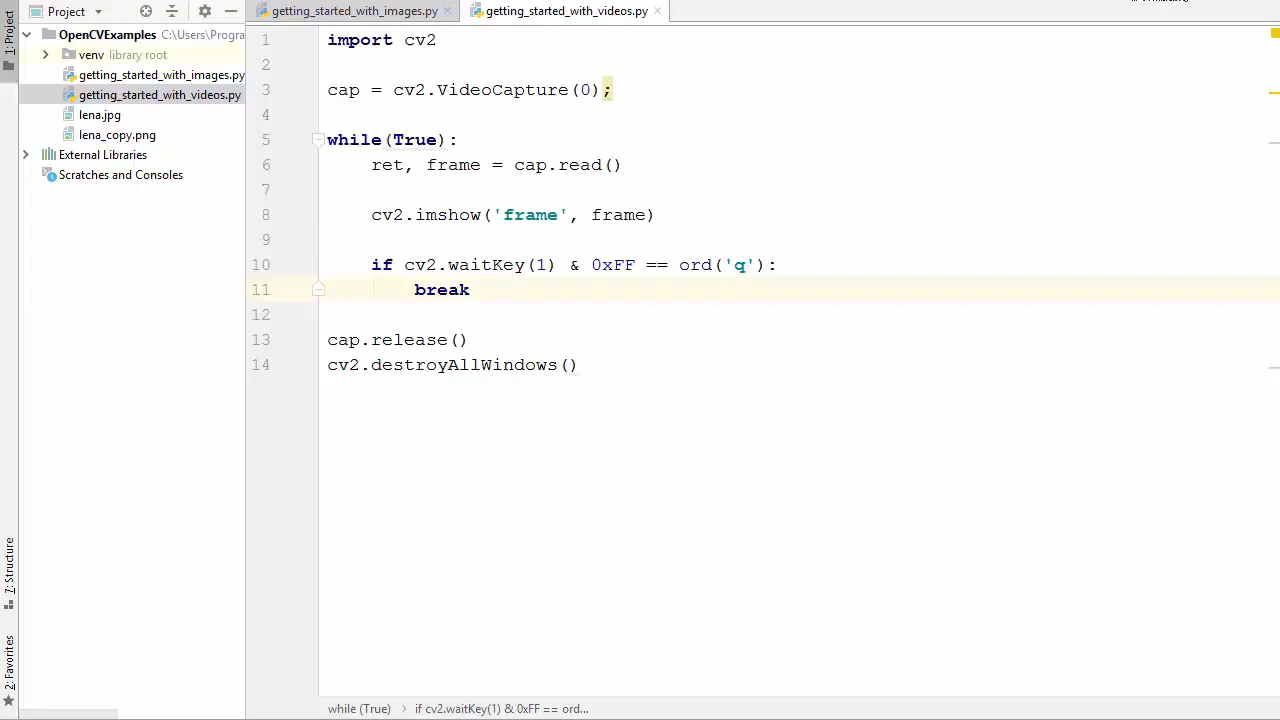 Project
getting_started_with_images.py
getting_started_with_videos.py
1: Project
OpenCVExamples C:\Users\Progra
venv library root
getting_started_with_images.py
getting_started_with_videos.py
lena.jpg
lena_copy.png
External Libraries
Scratches and Consoles
7: Structure
2: Favorites
1 import cv2
2
3 cap = cv2.VideoCapture(0);
4
5 while(True):
6 ret, frame = cap.read()
7
8 cv2.imshow('frame', frame)
9
10 if cv2.waitKey(1) & 0xFF == ord('q'):
11 break
12
13 cap.release()
14 cv2.destroyAllWindows()
while (True) › if cv2.waitKey(1) & 0xFF == ord...